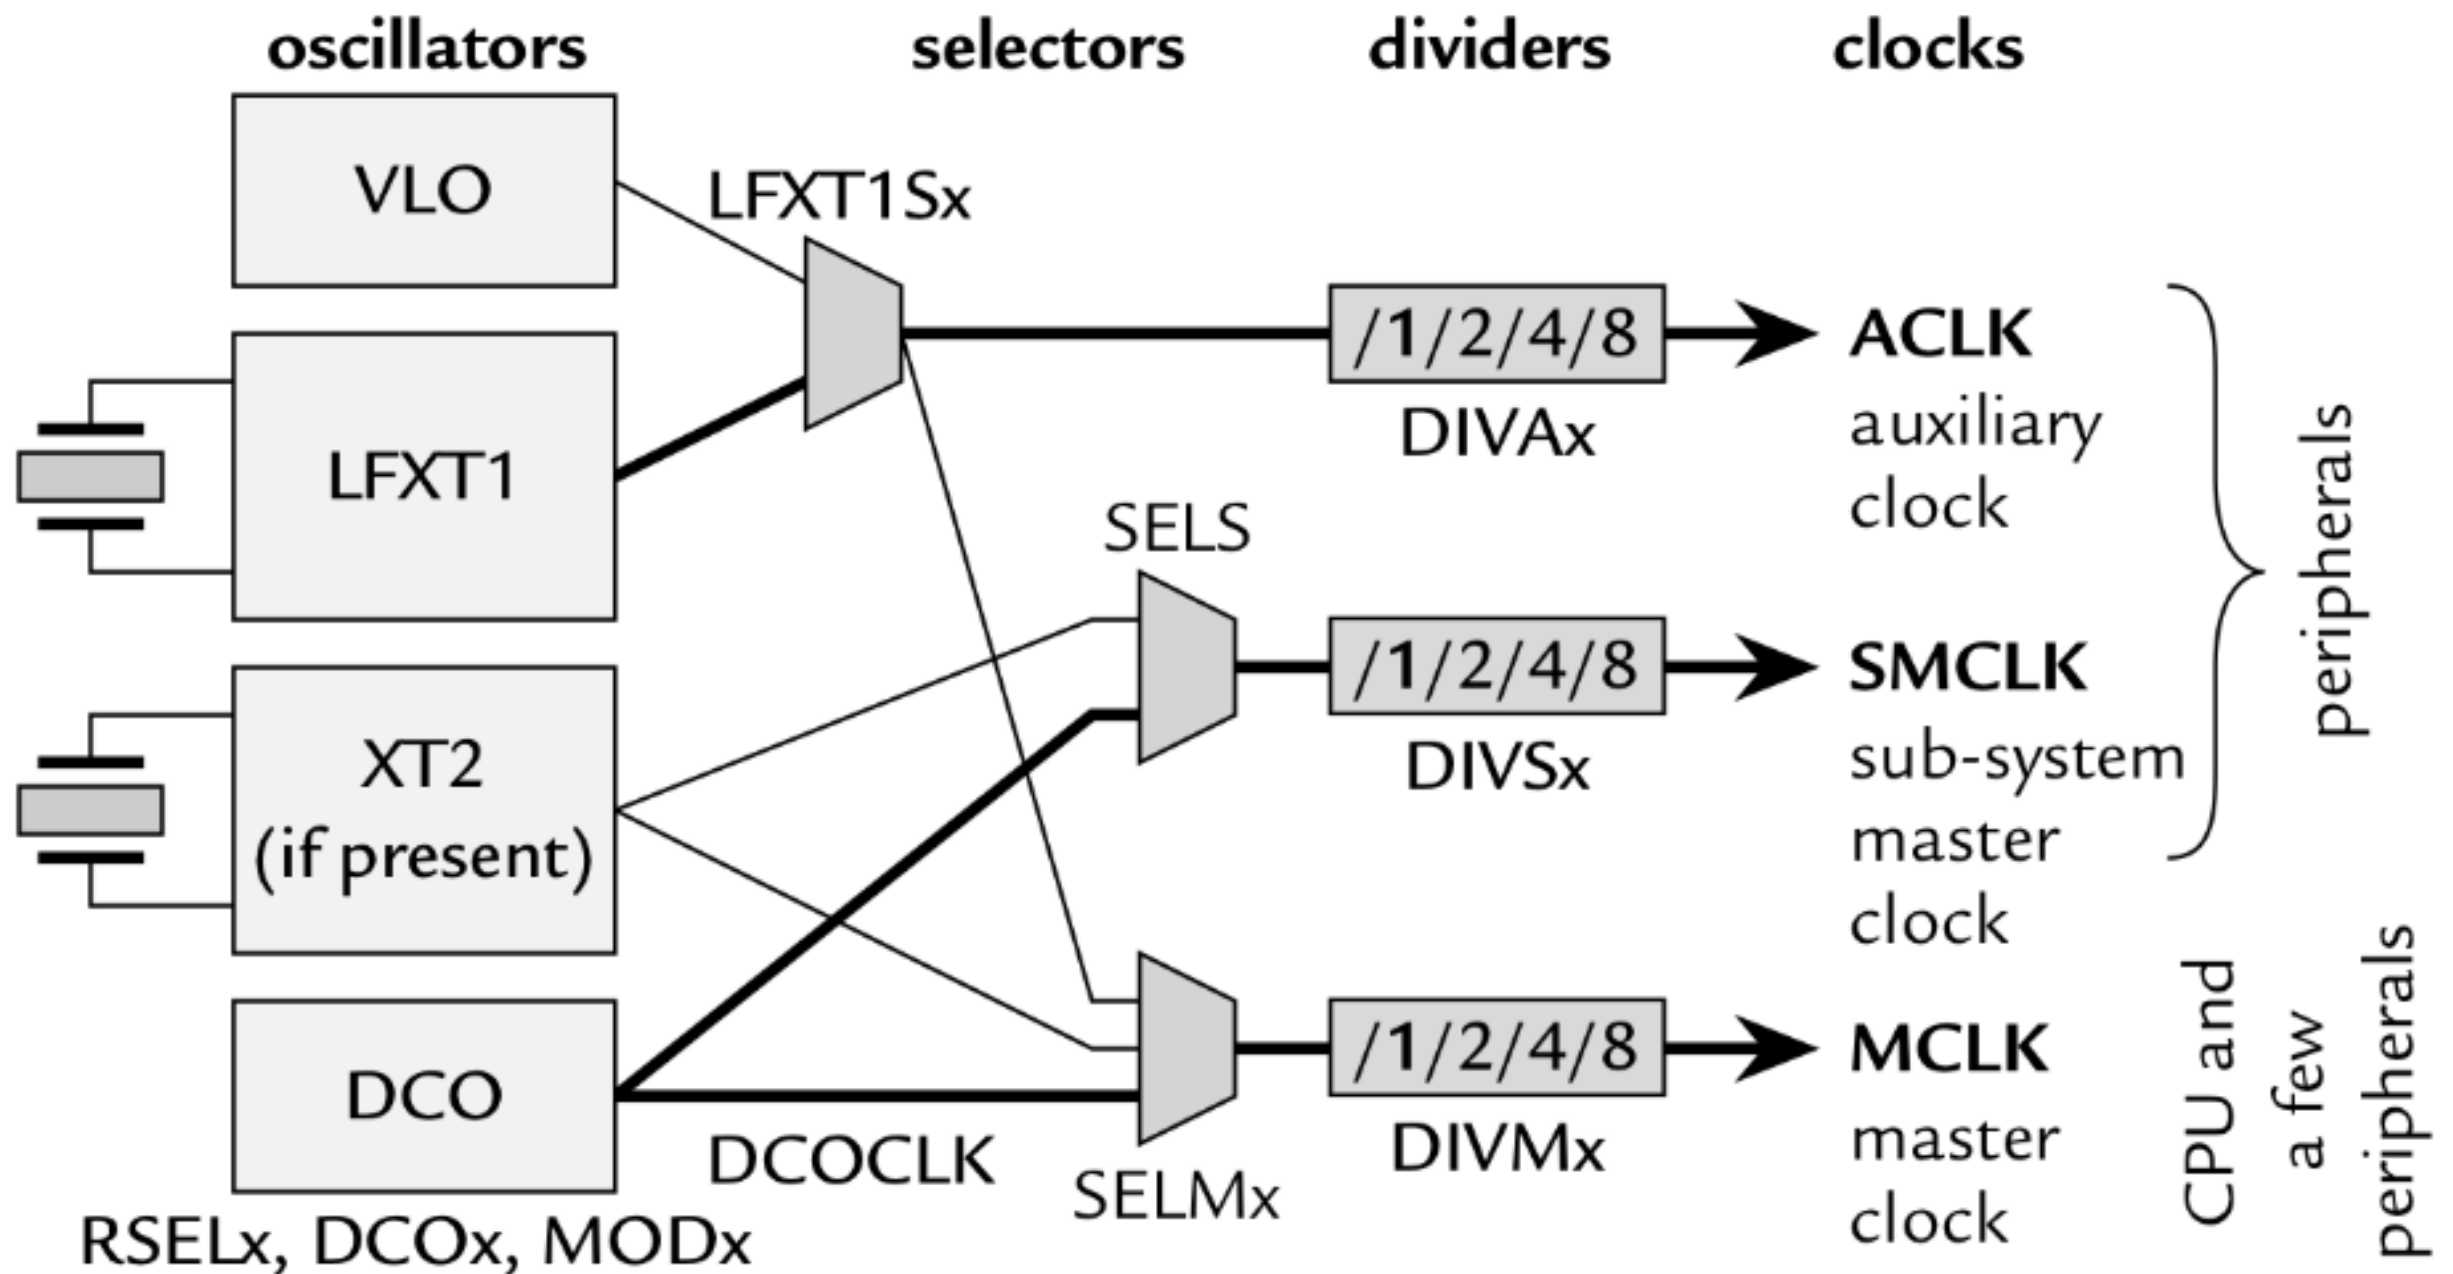 oscillators selectors dividers clocks
VLO
LFXT1Sx
LFXT1
/1/2/4/8
DIVAx
ACLK
auxiliary
clock
SELS
XT2
(if present)
/1/2/4/8
DIVSx
SMCLK
sub-system
master
clock
peripherals
DCO
DCOCLK
SELMx
/1/2/4/8
DIVMx
MCLK
master
clock
CPU and
a few
peripherals
RSELx, DCOx, MODx